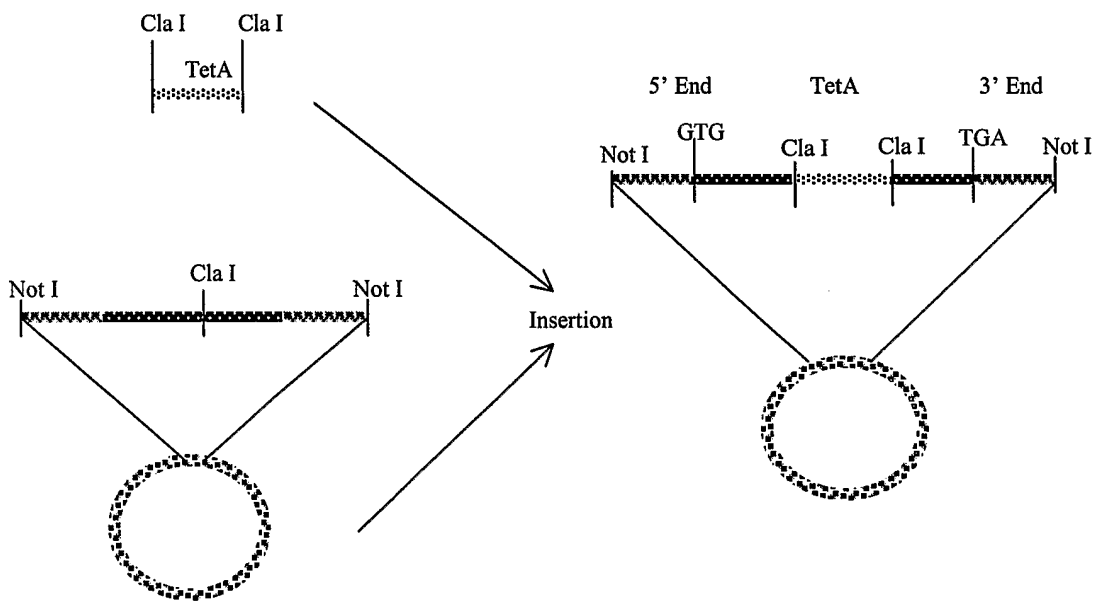 Cla I Cla I
TetA
5' End TetA 3' End
GTG TGA
Not I Cla I Cla I Not I
Cla I
Not I Not I
Insertion